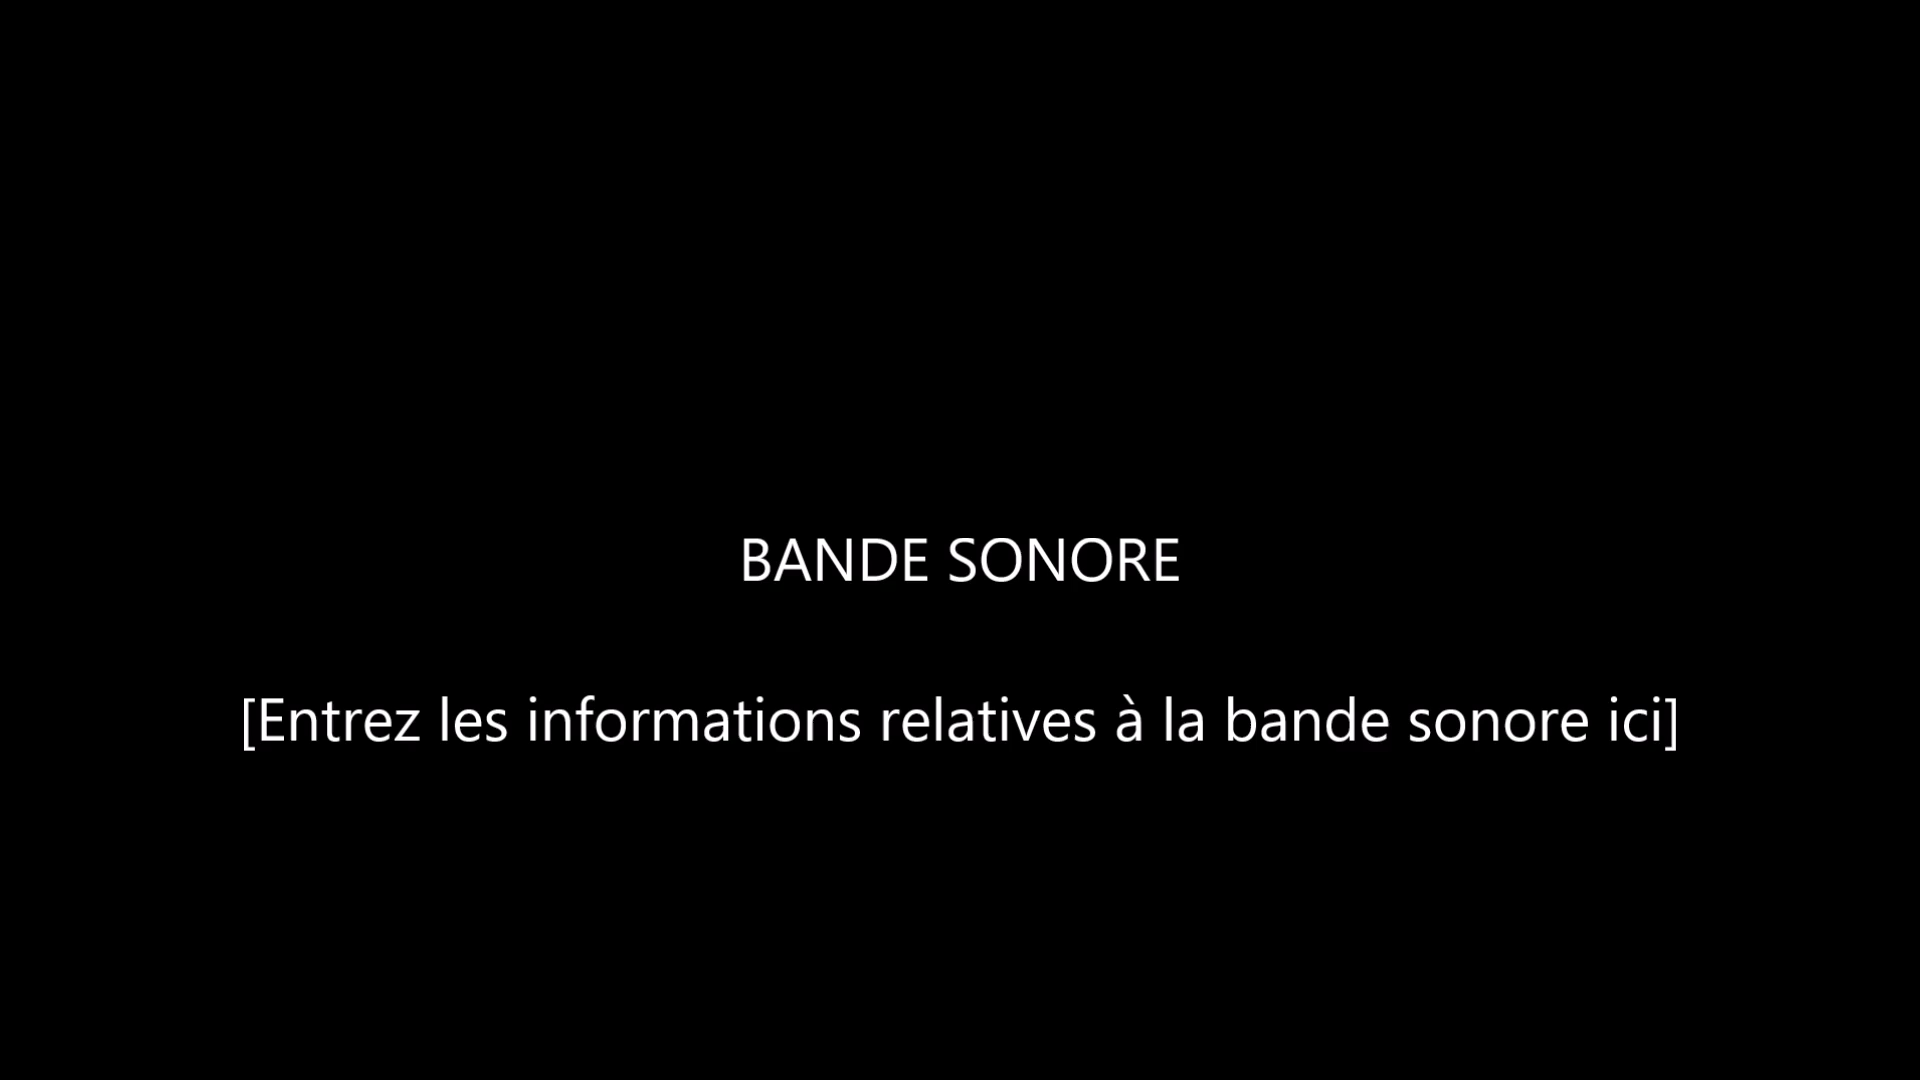 BANDE SONORE
[Entrez les informations relatives à la bande sonore ici]